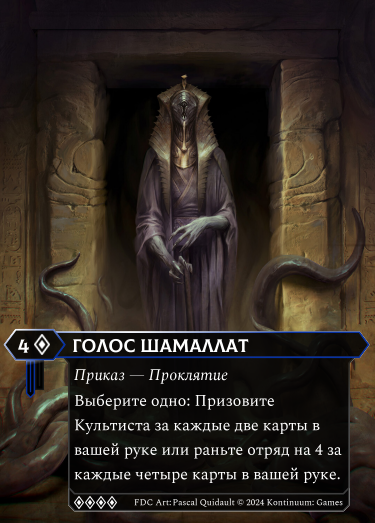 4 ГОЛОС ШАМАЛЛАТ
Приказ — Проклятие
Выберите одно: Призовите
Культиста за каждые две карты в
вашей руке или раньте отряд на 4 за
каждые четыре карты в вашей руке.
FDC Art: Pascal Quidault © 2024 Kontinuum: Games